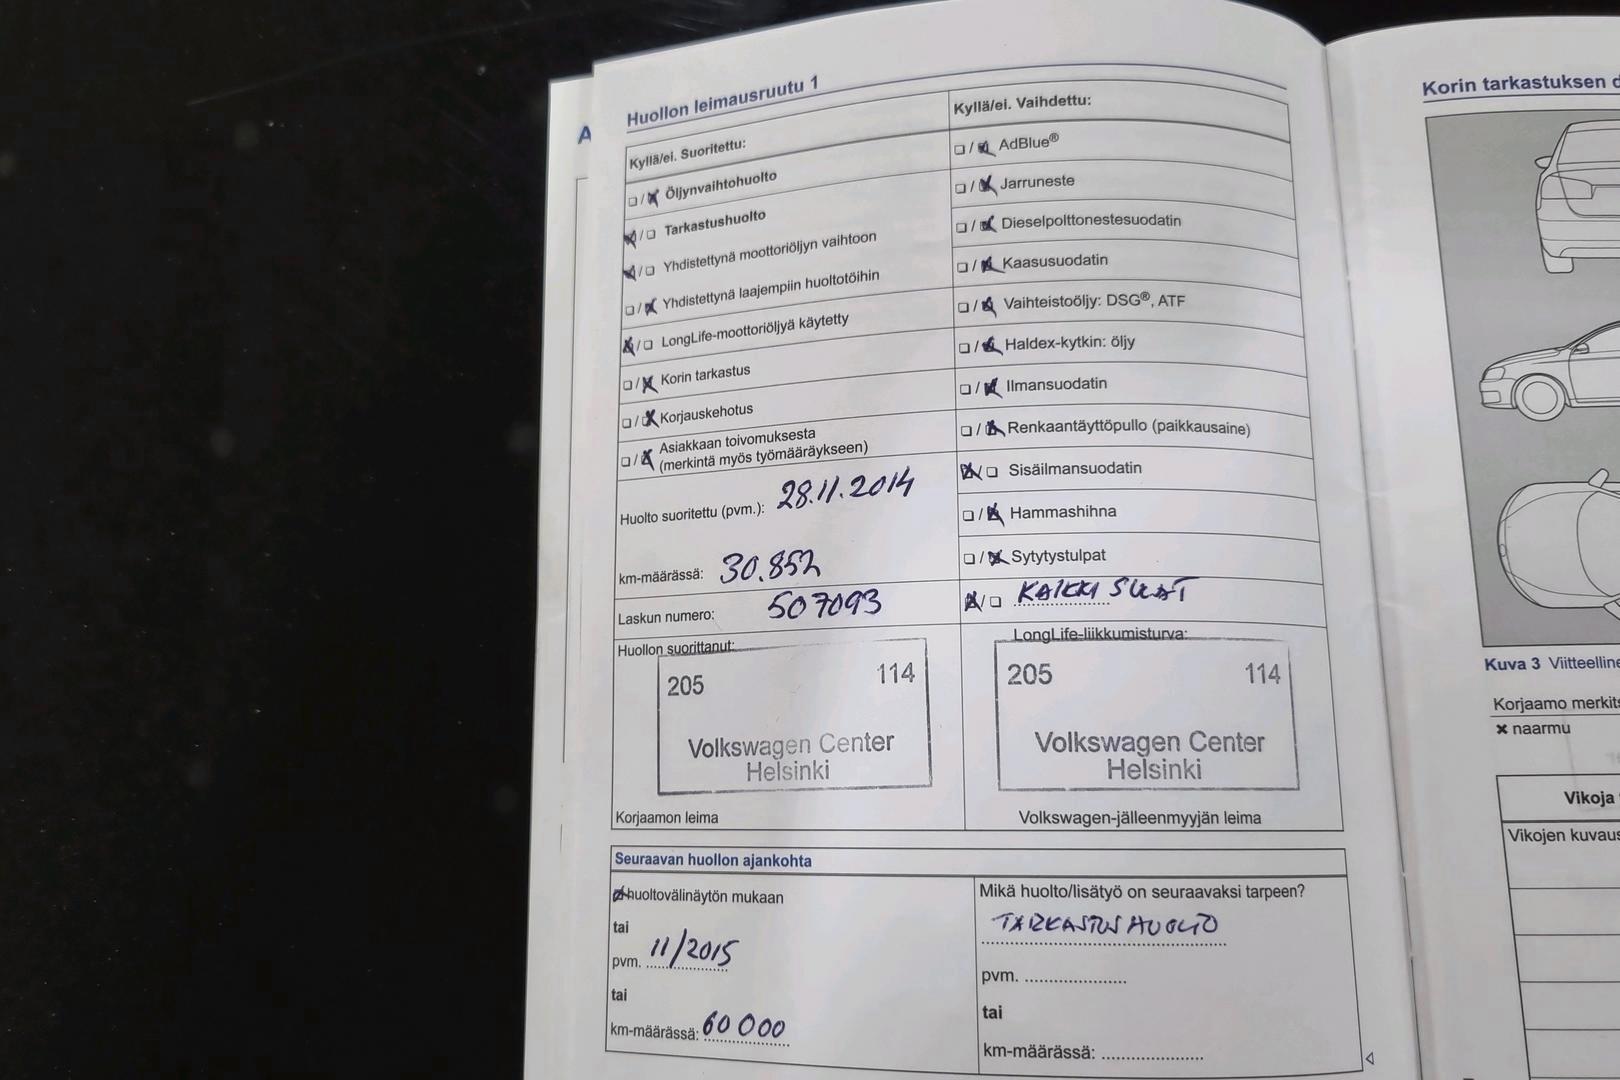 A
Huollon leimausruutu 1
Kyllä/ei. Suoritettu:
☐/☒ Öljynvaihtohuolto
☒/☐ Tarkastushuolto
☒/☐ Yhdistettynä moottoriöljyn vaihtoon
☐/☒ Yhdistettynä laajempiin huoltotöihin
☒/☐ LongLife-moottoriöljyä käytetty
☐/☒ Korin tarkastus
☐/☒ Korjauskehotus
☐/☒ Asiakkaan toivomuksesta
(merkintä myös työmääräykseen)
Huolto suoritettu (pvm.): 28.11.2014
km-määrässä: 30.852
Laskun numero: 507093
Huollon suorittanut:
205 114
Volkswagen Center
Helsinki
Korjaamon leima
Kyllä/ei. Vaihdettu:
☐/☒ AdBlue®
☐/☒ Jarruneste
☐/☒ Dieselpolttonestesuodatin
☐/☒ Kaasusuodatin
☐/☒ Vaihteistoöljy: DSG®, ATF
☐/☒ Haldex-kytkin: öljy
☐/☒ Ilmansuodatin
☐/☒ Renkaantäyttöpullo (paikkausaine)
☒/☐ Sisäilmansuodatin
☐/☒ Hammashihna
☐/☒ Sytytystulpat
☒/☐ KAIKKI SULAT
LongLife-liikkumisturva:
205 114
Volkswagen Center
Helsinki
Volkswagen-jälleenmyyjän leima
Seuraavan huollon ajankohta
☒ huoltovälinäytön mukaan
tai
pvm. 11/2015
tai
km-määrässä: 60 000
Mikä huolto/lisätyö on seuraavaksi tarpeen?
TARKASTUSHUOLTO
pvm. ....................
tai
km-määrässä: ....................
Korin tarkastuksen d
Kuva 3 Viitteelline
Korjaamo merkits
✖ naarmu
Vikoja
Vikojen kuvaus